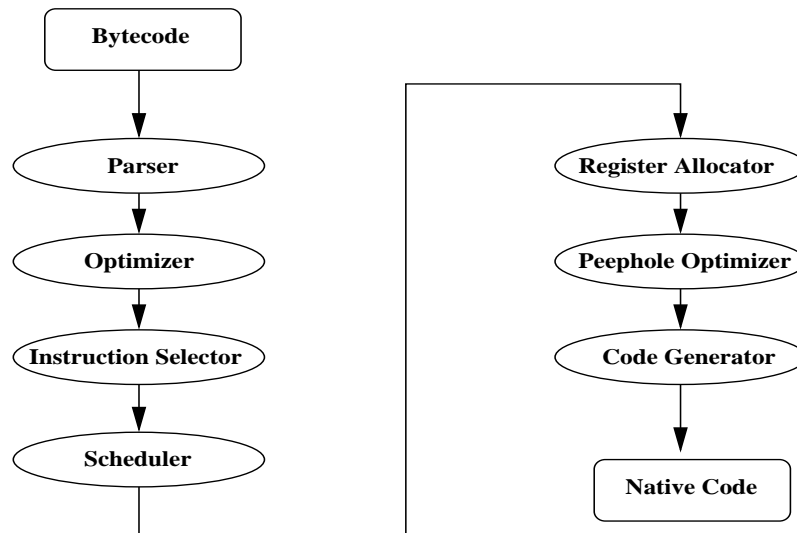 Bytecode
Parser
Optimizer
Instruction Selector
Scheduler
Register Allocator
Peephole Optimizer
Code Generator
Native Code